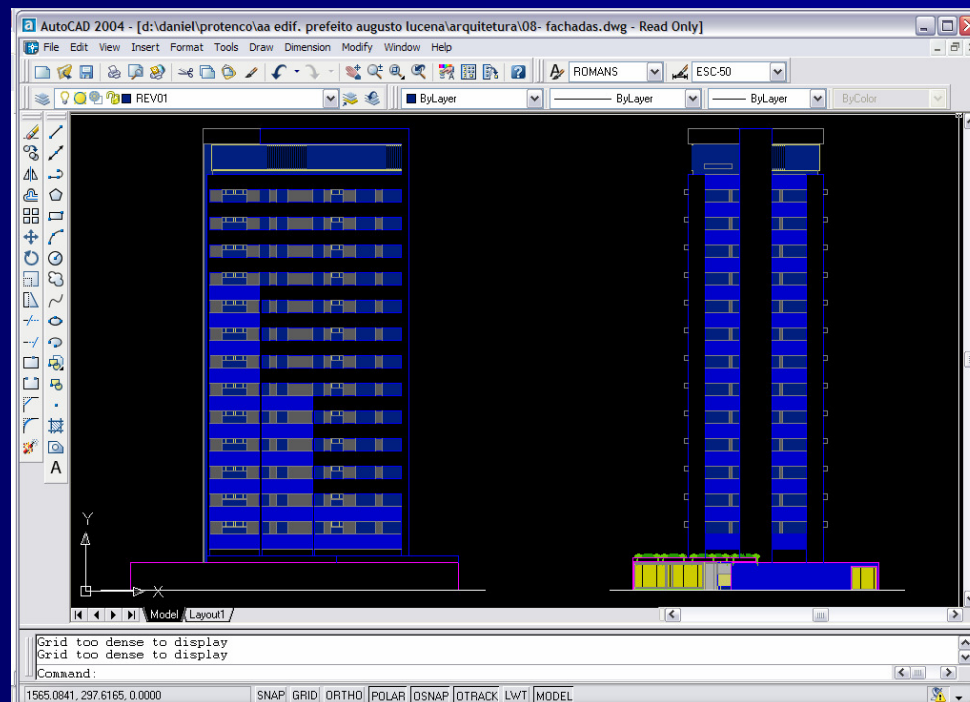 AutoCAD 2004 - [d:\daniel\protenco\aa edif. prefeito augusto lucena\arquitetura\08- fachadas.dwg - Read Only]
File Edit View Insert Format Tools Draw Dimension Modify Window Help
ROMANS ESC-50
REV01 ByLayer ByLayer ByLayer ByColor
A
Y
X
Model Layout1
Grid too dense to display
Grid too dense to display
Command:
1565.0841, 297.6165, 0.0000 SNAP GRID ORTHO POLAR OSNAP OTRACK LWT MODEL